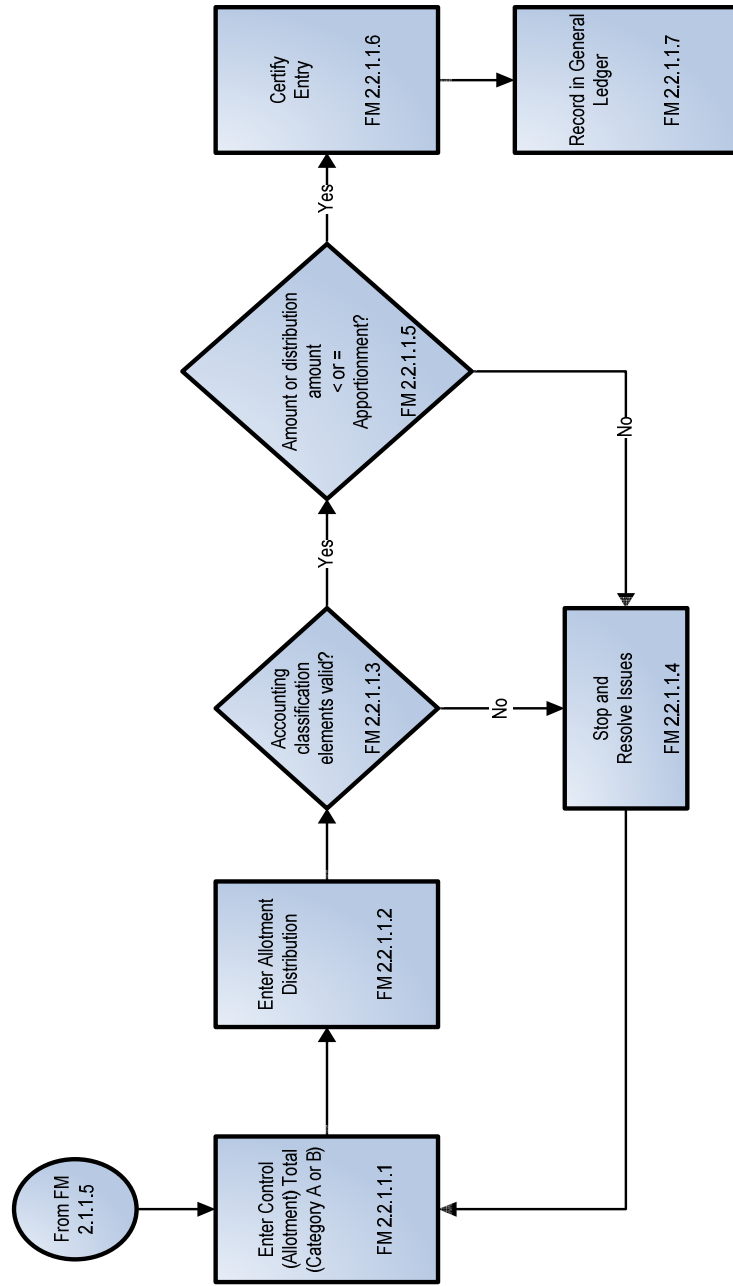 From FM
2.1.1.5
Enter Control
(Allotment) Total
(Category A or B)
FM 2.2.1.1.1
Enter Allotment
Distribution
FM 2.2.1.1.2
Accounting
classification
elements valid?
FM 2.2.1.1.3
Yes
No
Stop and
Resolve Issues
FM 2.2.1.1.4
Amount or distribution
amount
< or =
Apportionment?
FM 2.2.1.1.5
Yes
No
Certify
Entry
FM 2.2.1.1.6
Record in General
Ledger
FM 2.2.1.1.7